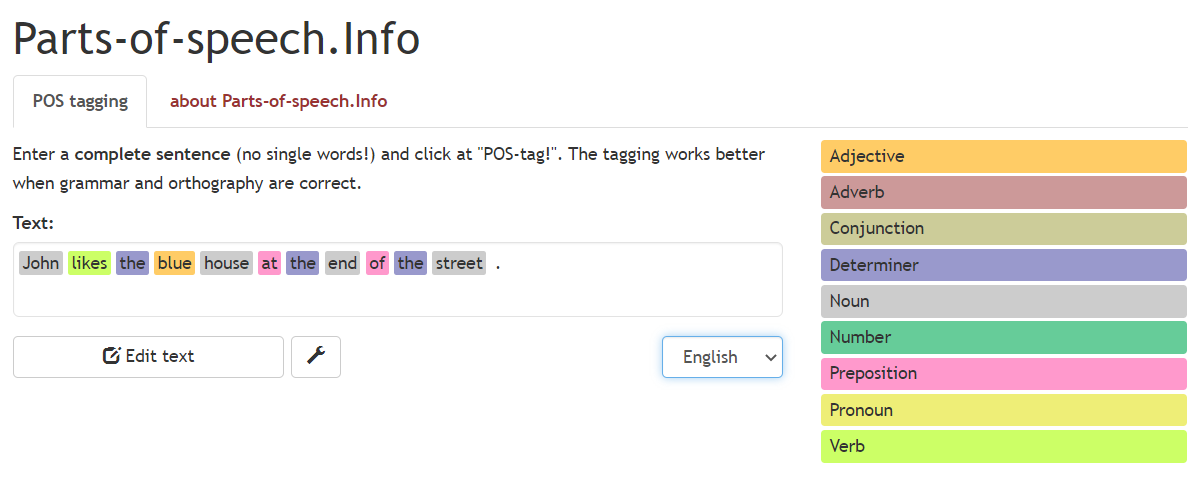 Parts-of-speech.Info
POS tagging
about Parts-of-speech.Info
Enter a complete sentence (no single words!) and click at "POS-tag!". The tagging works better
when grammar and orthography are correct.
Text:
John likes the blue house at the end of the street .
Edit text
English
Adjective
Adverb
Conjunction
Determiner
Noun
Number
Preposition
Pronoun
Verb